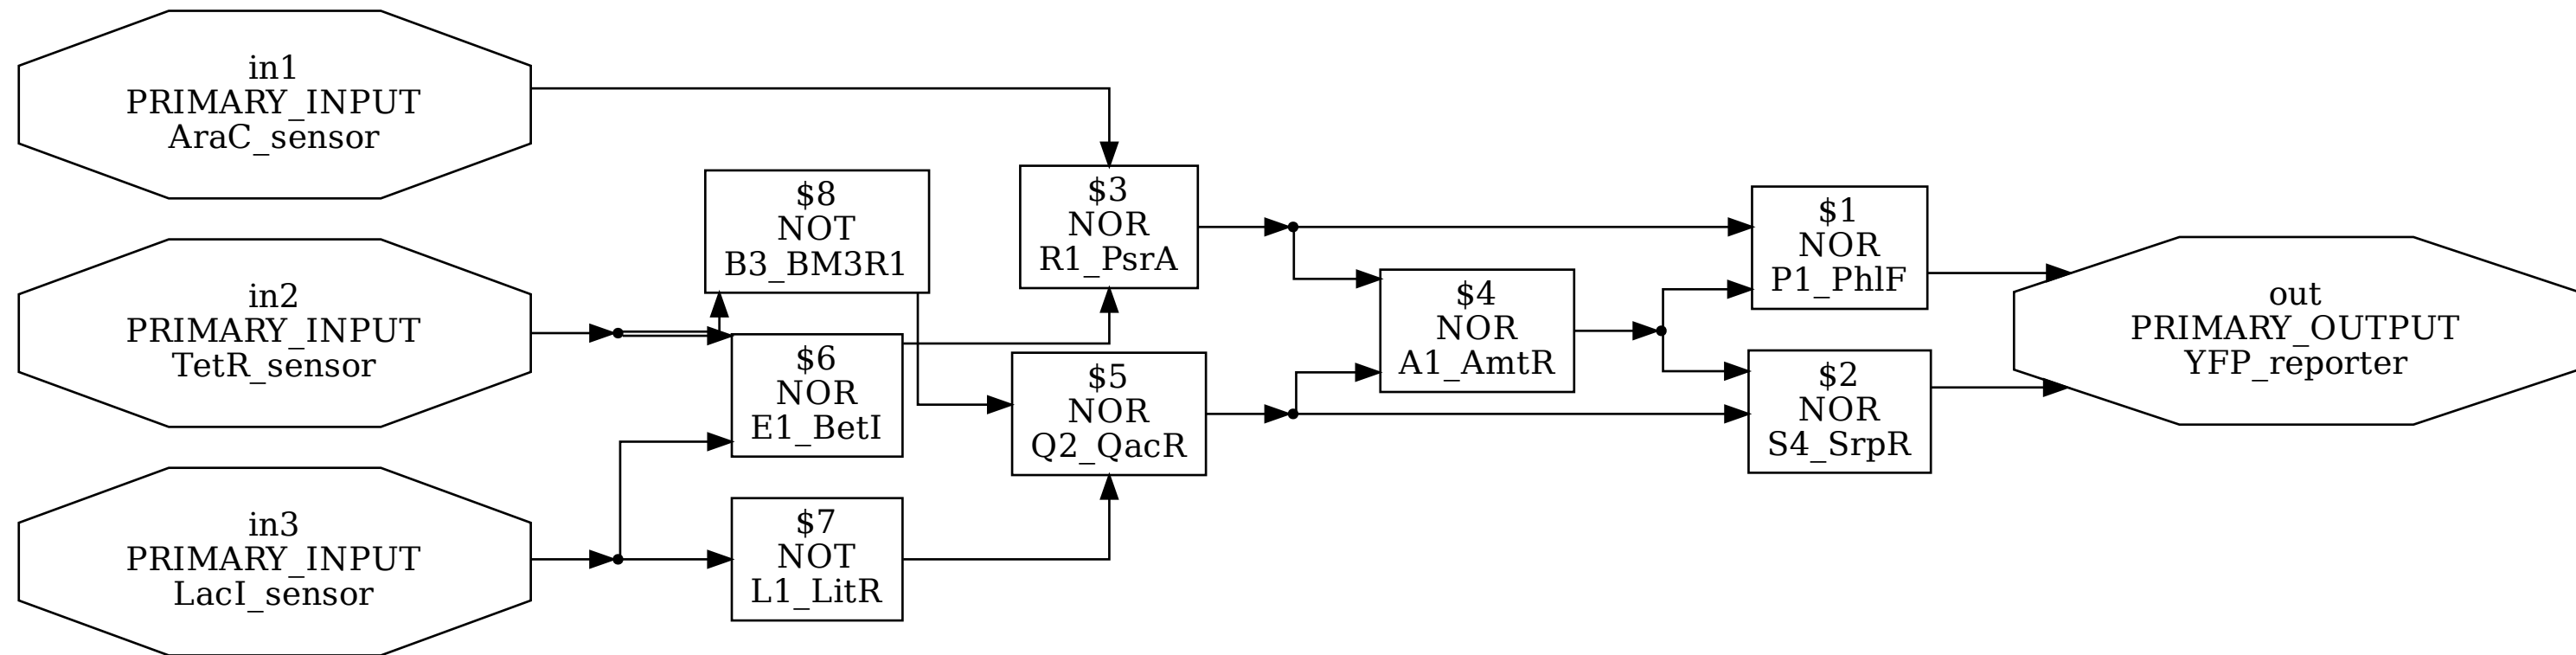 in1
PRIMARY_INPUT
AraC_sensor
in2
PRIMARY_INPUT
TetR_sensor
in3
PRIMARY_INPUT
LacI_sensor
$8
NOT
B3_BM3R1
$6
NOR
E1_BetI
$7
NOT
L1_LitR
$3
NOR
R1_PsrA
$5
NOR
Q2_QacR
$4
NOR
A1_AmtR
$1
NOR
P1_PhlF
$2
NOR
S4_SrpR
out
PRIMARY_OUTPUT
YFP_reporter